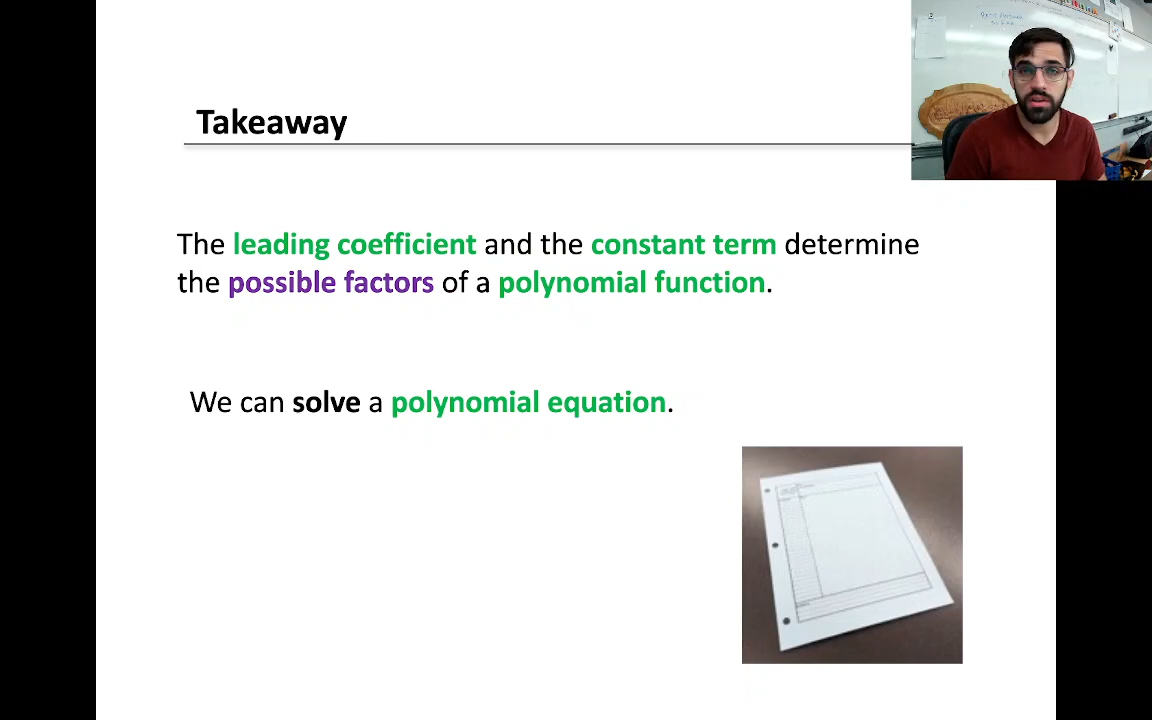 Takeaway
The leading coefficient and the constant term determine
the possible factors of a polynomial function.
We can solve a polynomial equation.